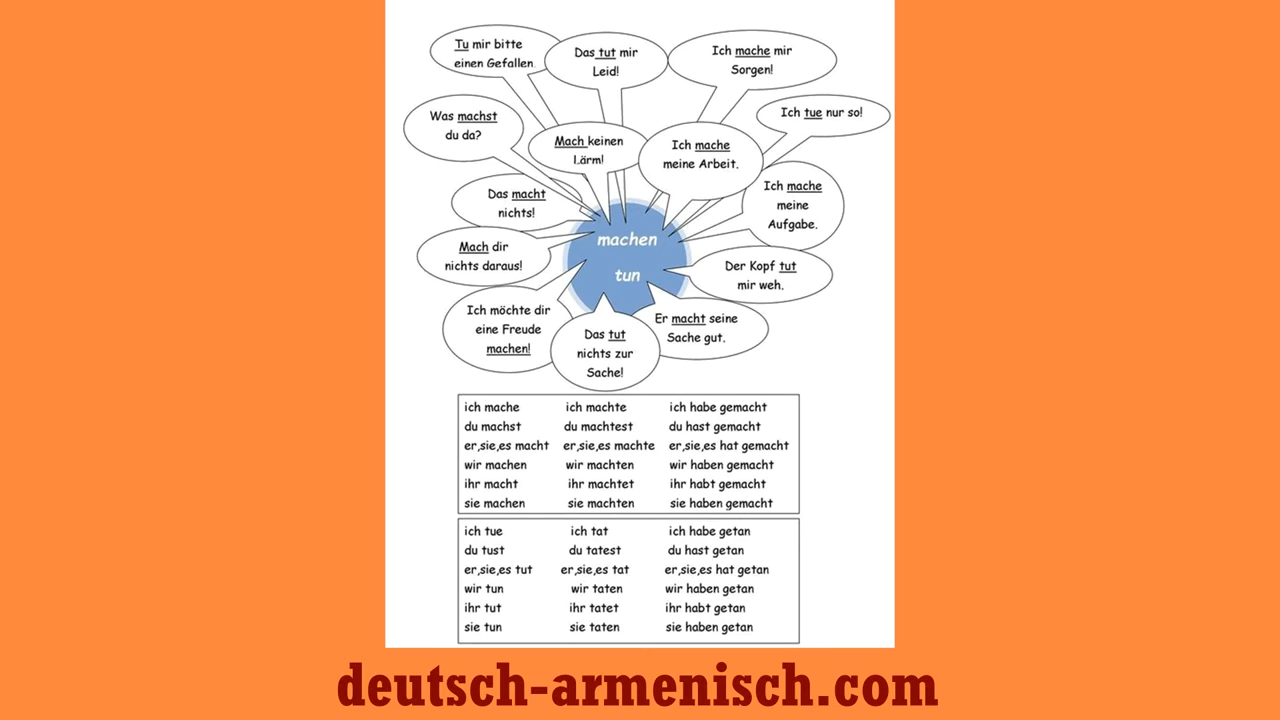 Tu mir bitte
einen Gefallen.
Das tut mir
Leid!
Ich mache mir
Sorgen!
Was machst
du da?
Mach keinen
Lärm!
Ich mache
meine Arbeit.
Ich tue nur so!
Das macht
nichts!
Ich mache
meine
Aufgabe.
Mach dir
nichts daraus!
machen
tun
Der Kopf tut
mir weh.
Ich möchte dir
eine Freude
machen!
Das tut
nichts zur
Sache!
Er macht seine
Sache gut.
ich mache ich machte ich habe gemacht
du machst du machtest du hast gemacht
er,sie,es macht er,sie,es machte er,sie,es hat gemacht
wir machen wir machten wir haben gemacht
ihr macht ihr machtet ihr habt gemacht
sie machen sie machten sie haben gemacht
ich tue ich tat ich habe getan
du tust du tatest du hast getan
er,sie,es tut er,sie,es tat er,sie,es hat getan
wir tun wir taten wir haben getan
ihr tut ihr tatet ihr habt getan
sie tun sie taten sie haben getan
deutsch-armenisch.com